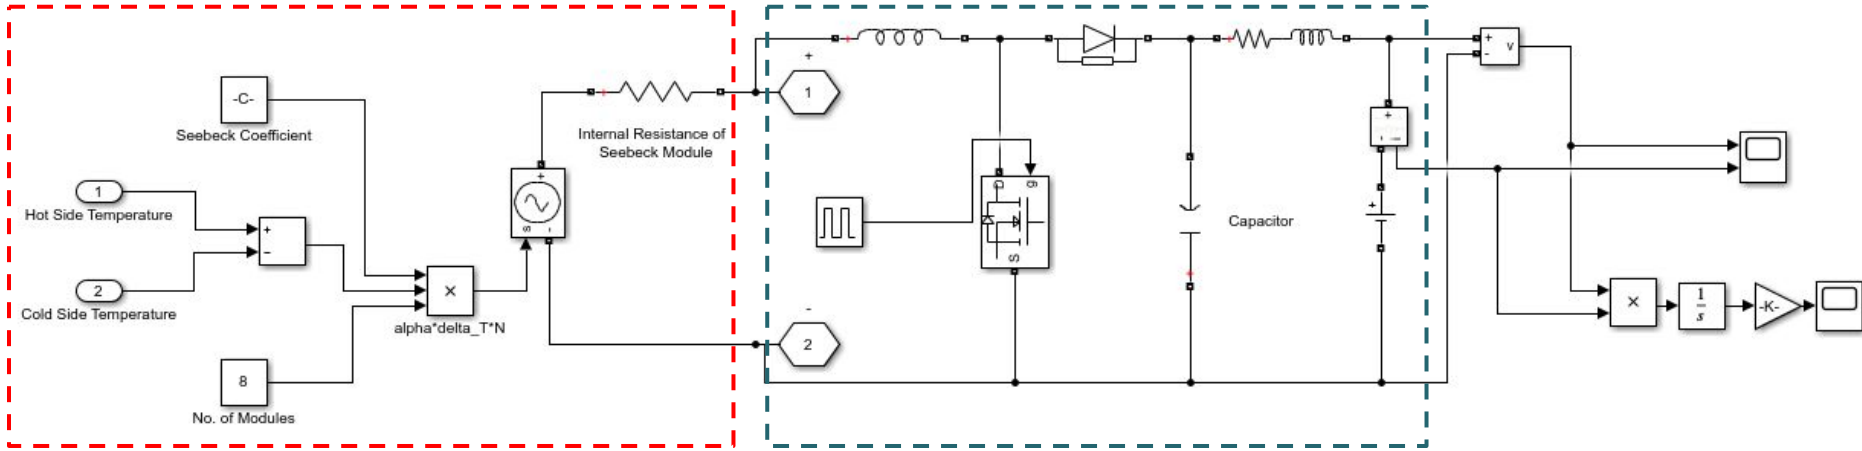 -C-
Seebeck Coefficient
1
Hot Side Temperature
+
−
2
Cold Side Temperature
8
No. of Modules
×
alpha*delta_T*N
+
s
-
+
Internal Resistance of
Seebeck Module
+
1
-
2
+
D
g
S
+
Capacitor
+
+
+
-
i
+
+
-
v
×
1
s
-K-